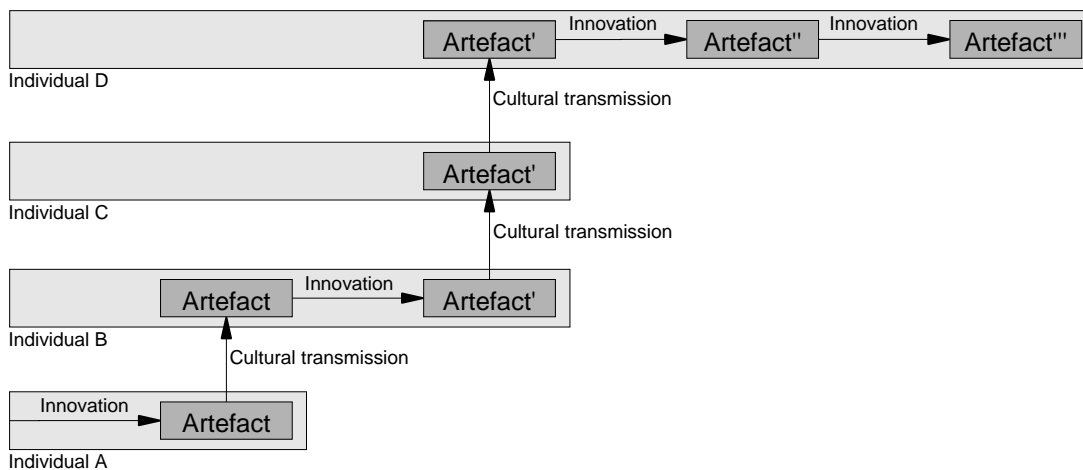 Artefact' Innovation Artefact'' Innovation Artefact'''
Individual D
Cultural transmission
Artefact'
Individual C
Cultural transmission
Artefact Innovation Artefact'
Individual B
Cultural transmission
Innovation Artefact
Individual A